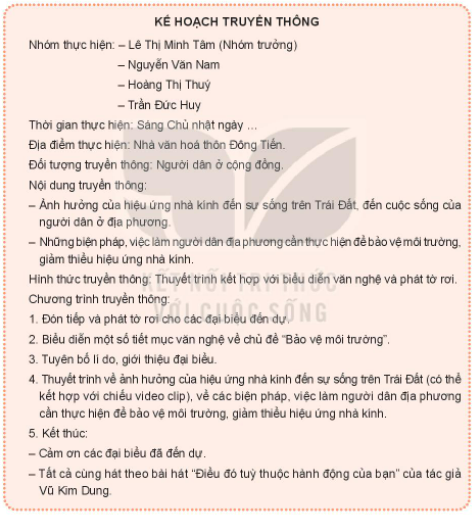 KẾ HOẠCH TRUYỀN THÔNG
Nhóm thực hiện: – Lê Thị Minh Tâm (Nhóm trưởng)
– Nguyễn Văn Nam
– Hoàng Thị Thuý
– Trần Đức Huy
Thời gian thực hiện: Sáng Chủ nhật ngày ...
Địa điểm thực hiện: Nhà văn hoá thôn Đông Tiến.
Đối tượng truyền thông: Người dân ở cộng đồng.
Nội dung truyền thông:
– Ảnh hưởng của hiệu ứng nhà kính đến sự sống trên Trái Đất, đến cuộc sống của
người dân ở địa phương.
– Những biện pháp, việc làm người dân địa phương cần thực hiện để bảo vệ môi trường,
giảm thiểu hiệu ứng nhà kính.
Hình thức truyền thông: Thuyết trình kết hợp với biểu diễn văn nghệ và phát tờ rơi.
KẾT NỐI TRI THỨC
Chương trình truyền thông:
VỚI CUỘC SỐNG
1. Đón tiếp và phát tờ rơi cho các đại biểu đến dự.
2. Biểu diễn một số tiết mục văn nghệ về chủ đề “Bảo vệ môi trường”.
3. Tuyên bố lí do, giới thiệu đại biểu.
4. Thuyết trình về ảnh hưởng của hiệu ứng nhà kính đến sự sống trên Trái Đất (có thể
kết hợp với chiếu video clip), về các biện pháp, việc làm người dân địa phương
cần thực hiện để bảo vệ môi trường, giảm thiểu hiệu ứng nhà kính.
5. Kết thúc:
– Cảm ơn các đại biểu đã đến dự.
– Tất cả cùng hát theo bài hát “Điều đó tuỳ thuộc hành động của bạn” của tác giả
Vũ Kim Dung.